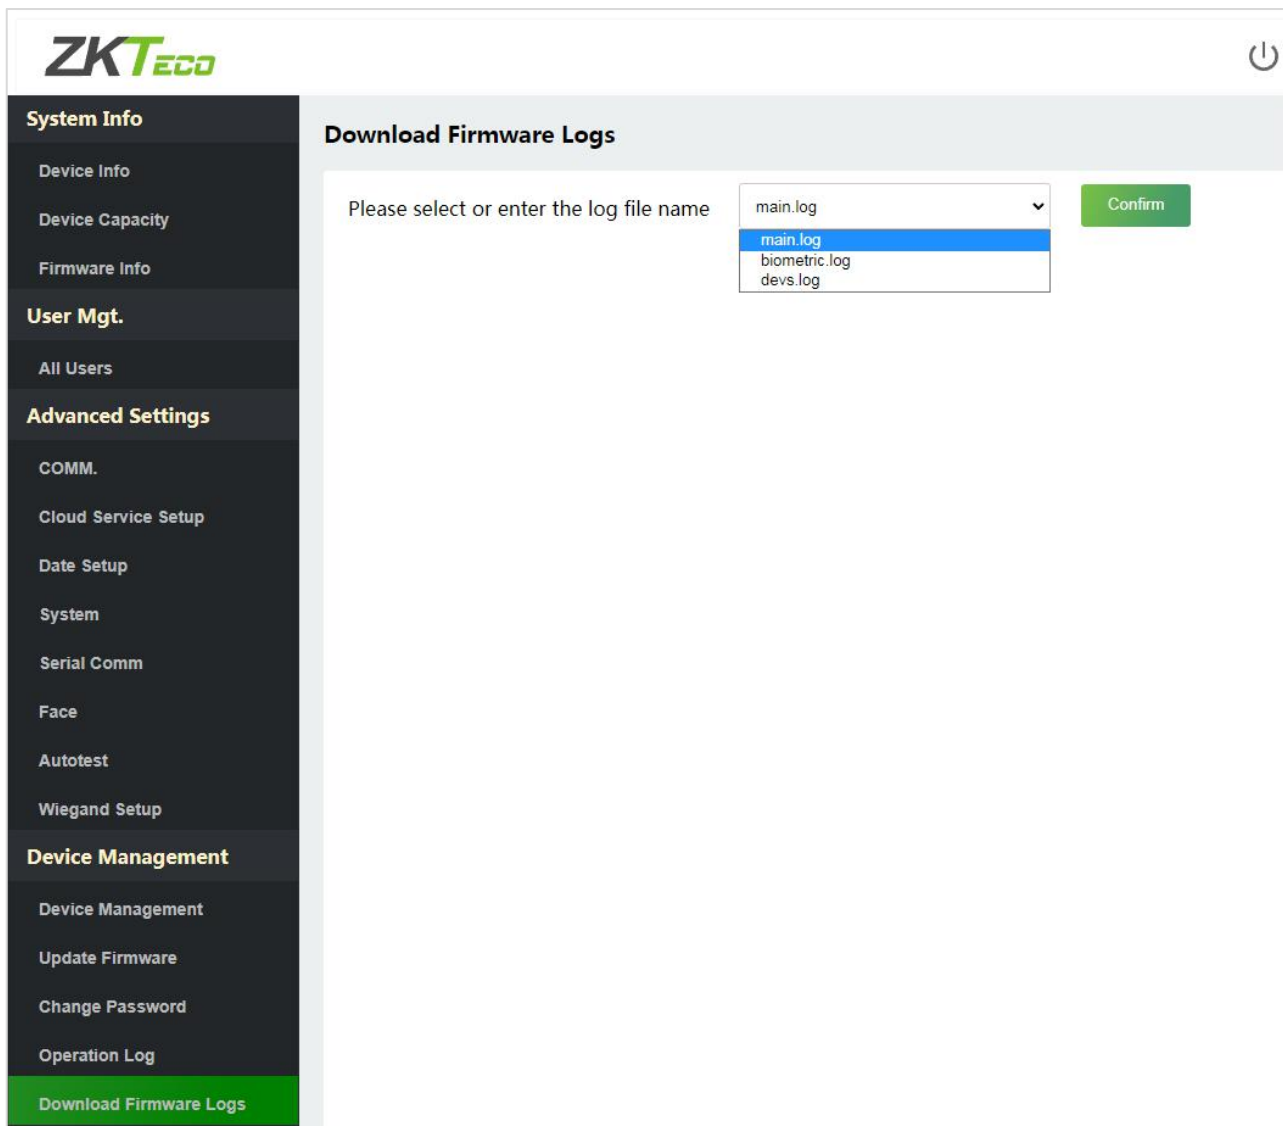 ZKTeco
System Info
Device Info
Device Capacity
Firmware Info
User Mgt.
All Users
Advanced Settings
COMM.
Cloud Service Setup
Date Setup
System
Serial Comm
Face
Autotest
Wiegand Setup
Device Management
Device Management
Update Firmware
Change Password
Operation Log
Download Firmware Logs
Download Firmware Logs
Please select or enter the log file name
main.log
Confirm
main.log
biometric.log
devs.log